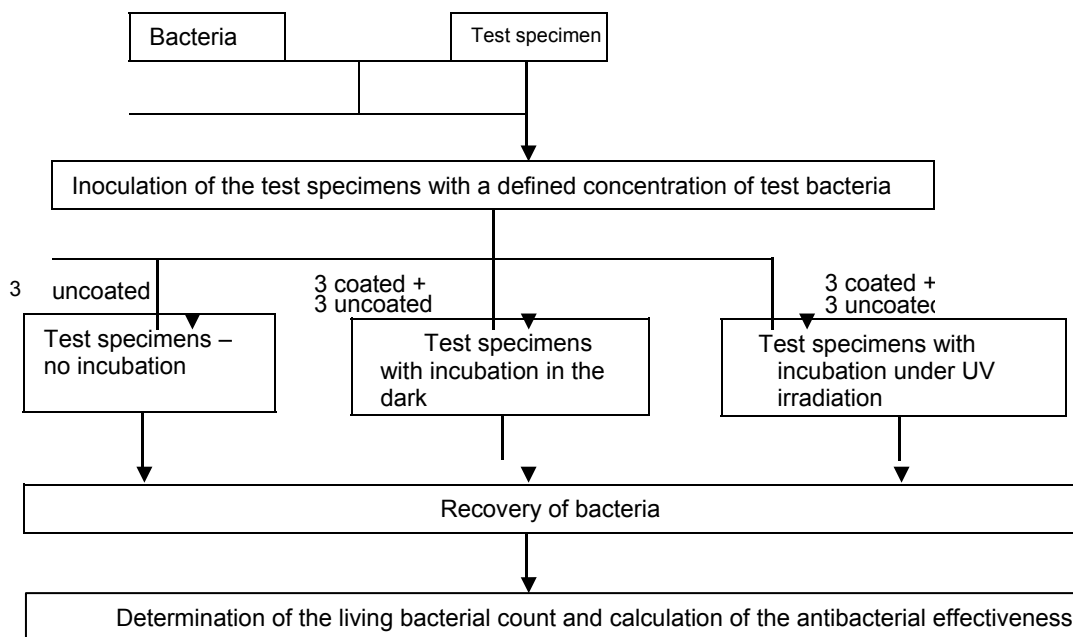 Bacteria
Test specimen
Inoculation of the test specimens with a defined concentration of test bacteria
3 uncoated
3 coated +
3 uncoated
3 coated +
3 uncoated
Test specimens –
no incubation
Test specimens
with incubation in the
dark
Test specimens with
incubation under UV
irradiation
Recovery of bacteria
Determination of the living bacterial count and calculation of the antibacterial effectiveness